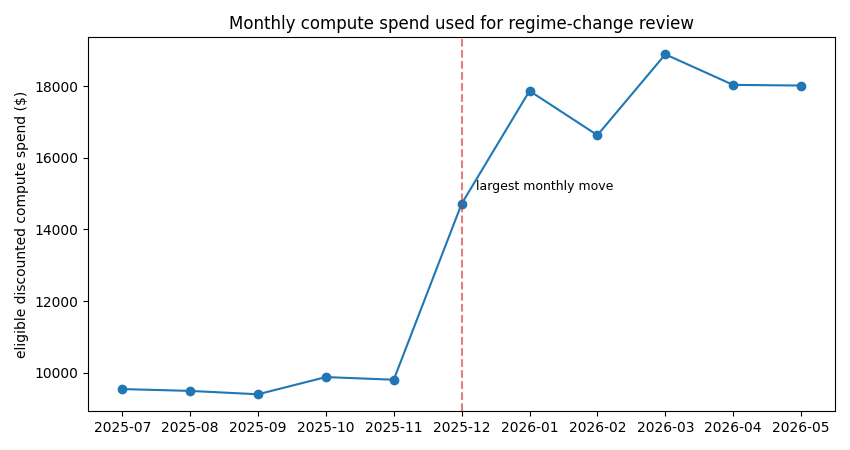 Monthly compute spend used for regime-change review
eligible discounted compute spend ($)
18000
16000
14000
12000
10000
largest monthly move
2025-07 2025-08 2025-09 2025-10 2025-11 2025-12 2026-01 2026-02 2026-03 2026-04 2026-05